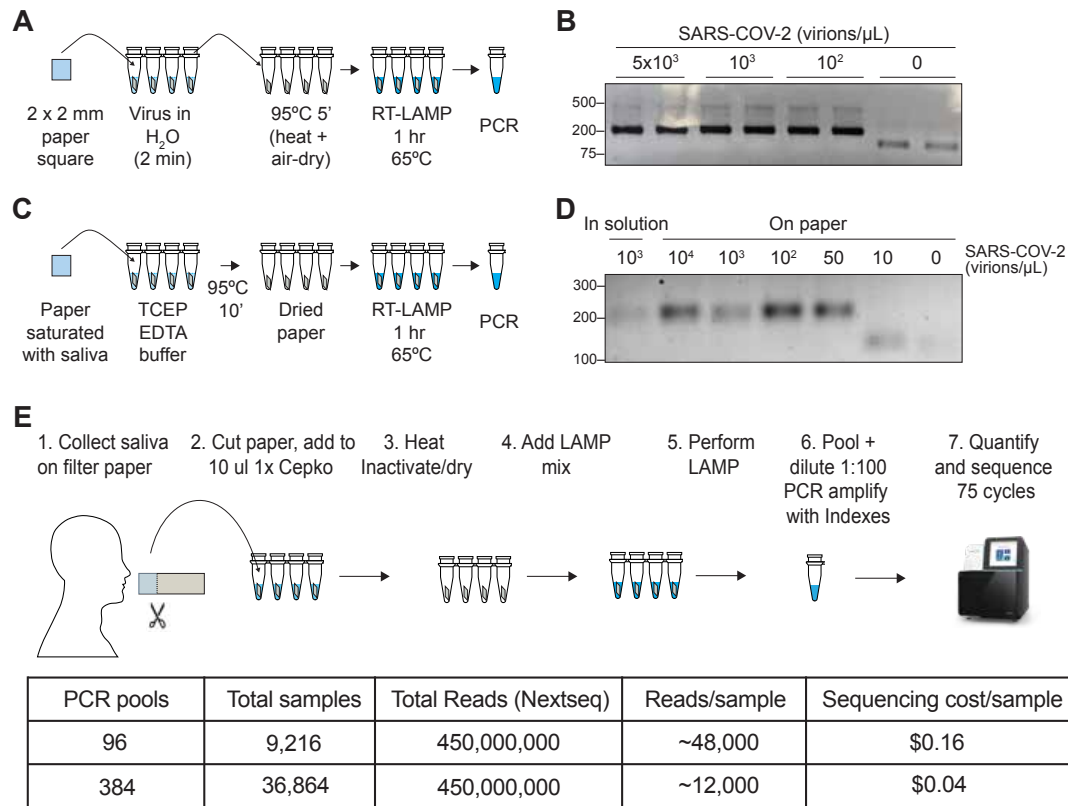 A
2 x 2 mm
paper
square
Virus in
H2O
(2 min)
95ºC 5'
(heat +
air-dry)
RT-LAMP
1 hr
65ºC
PCR
B
SARS-COV-2 (virions/µL)
5x10³ 10³ 10² 0
500
200
75
C
Paper
saturated
with saliva
TCEP
EDTA
buffer
95ºC
10'
Dried
paper
RT-LAMP
1 hr
65ºC
PCR
D
In solution On paper
10³ 10⁴ 10³ 10² 50 10 0
SARS-COV-2
(virions/µL)
300
200
100
E
1. Collect saliva
on filter paper
2. Cut paper, add to
10 ul 1x Cepko
3. Heat
Inactivate/dry
4. Add LAMP
mix
5. Perform
LAMP
6. Pool +
dilute 1:100
PCR amplify
with Indexes
7. Quantify
and sequence
75 cycles
PCR pools Total samples Total Reads (Nextseq) Reads/sample Sequencing cost/sample
96 9,216 450,000,000 ~48,000 $0.16
384 36,864 450,000,000 ~12,000 $0.04